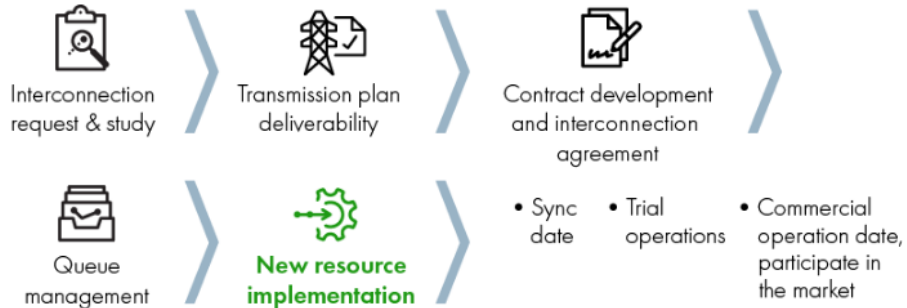 Interconnection
request & study
Transmission plan
deliverability
Contract development
and interconnection
agreement
Queue
management
New resource
implementation
• Sync
date
• Trial
operations
• Commercial
operation date,
participate in
the market